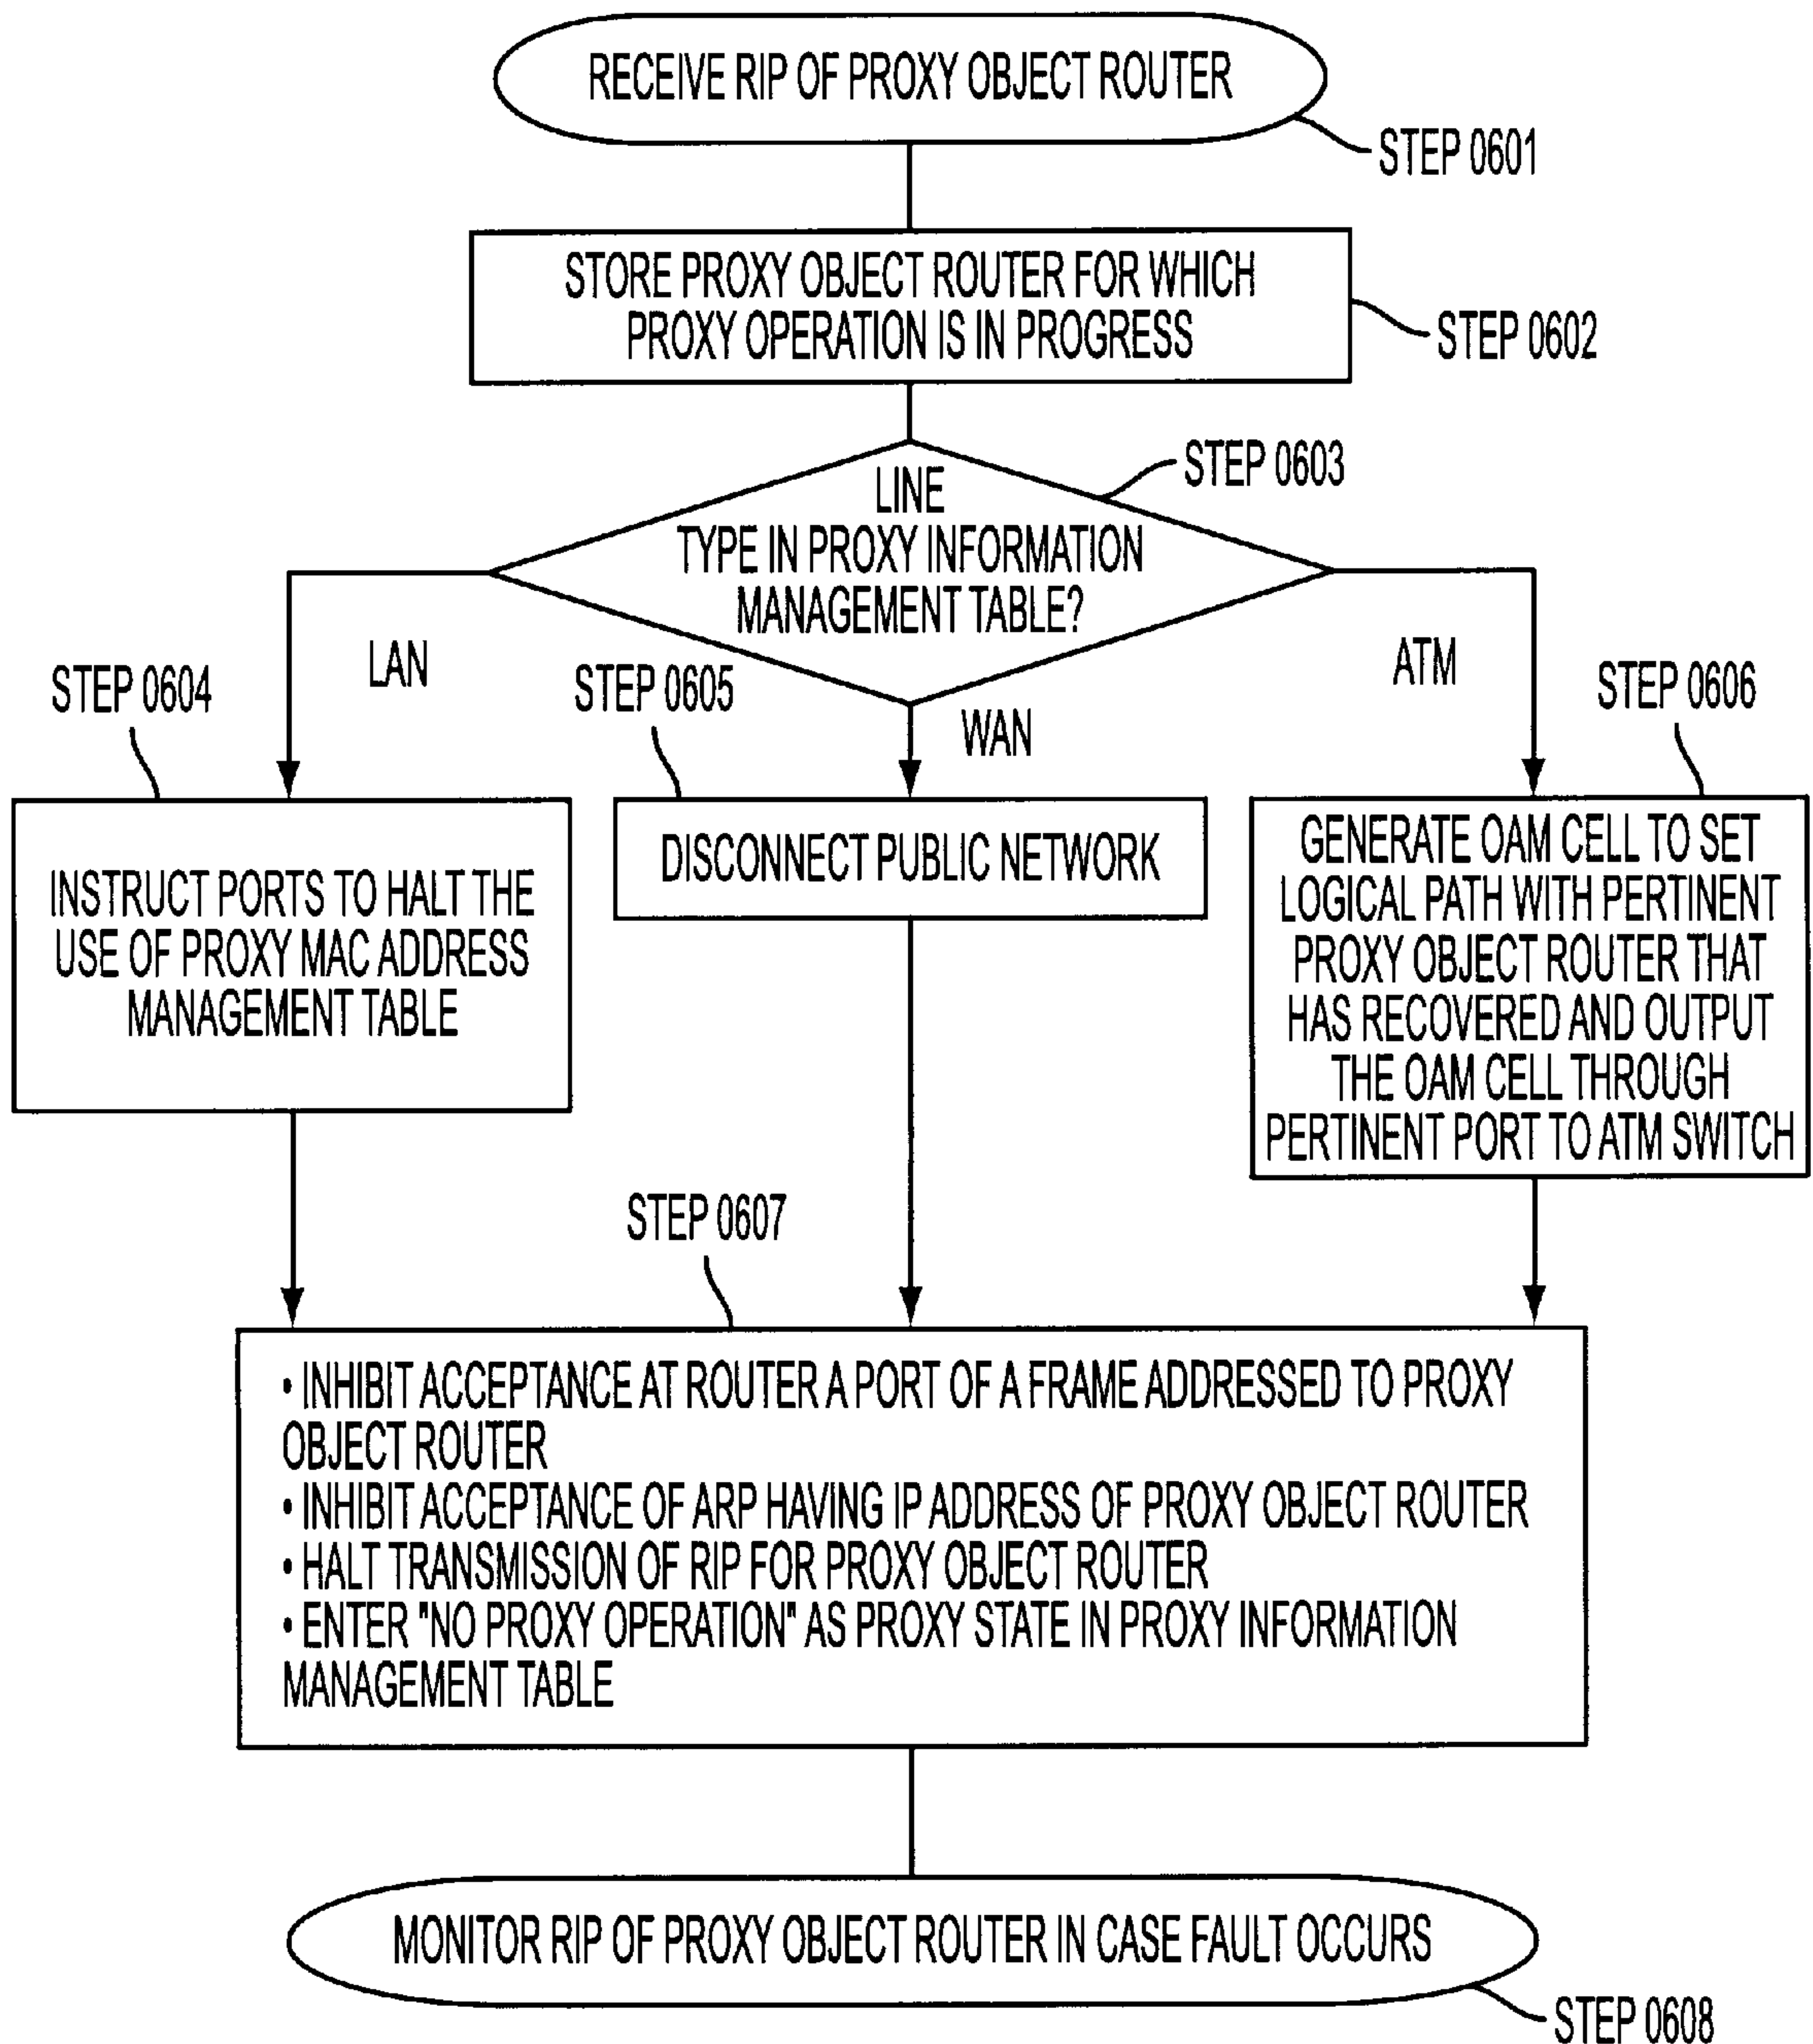 RECEIVE RIP OF PROXY OBJECT ROUTER
STEP 0601
STORE PROXY OBJECT ROUTER FOR WHICH
PROXY OPERATION IS IN PROGRESS
STEP 0602
STEP 0603
LINE
TYPE IN PROXY INFORMATION
MANAGEMENT TABLE?
LAN
WAN
ATM
STEP 0604
INSTRUCT PORTS TO HALT THE
USE OF PROXY MAC ADDRESS
MANAGEMENT TABLE
STEP 0605
DISCONNECT PUBLIC NETWORK
STEP 0606
GENERATE OAM CELL TO SET
LOGICAL PATH WITH PERTINENT
PROXY OBJECT ROUTER THAT
HAS RECOVERED AND OUTPUT
THE OAM CELL THROUGH
PERTINENT PORT TO ATM SWITCH
STEP 0607
• INHIBIT ACCEPTANCE AT ROUTER A PORT OF A FRAME ADDRESSED TO PROXY
OBJECT ROUTER
• INHIBIT ACCEPTANCE OF ARP HAVING IP ADDRESS OF PROXY OBJECT ROUTER
• HALT TRANSMISSION OF RIP FOR PROXY OBJECT ROUTER
• ENTER "NO PROXY OPERATION" AS PROXY STATE IN PROXY INFORMATION
MANAGEMENT TABLE
MONITOR RIP OF PROXY OBJECT ROUTER IN CASE FAULT OCCURS
STEP 0608